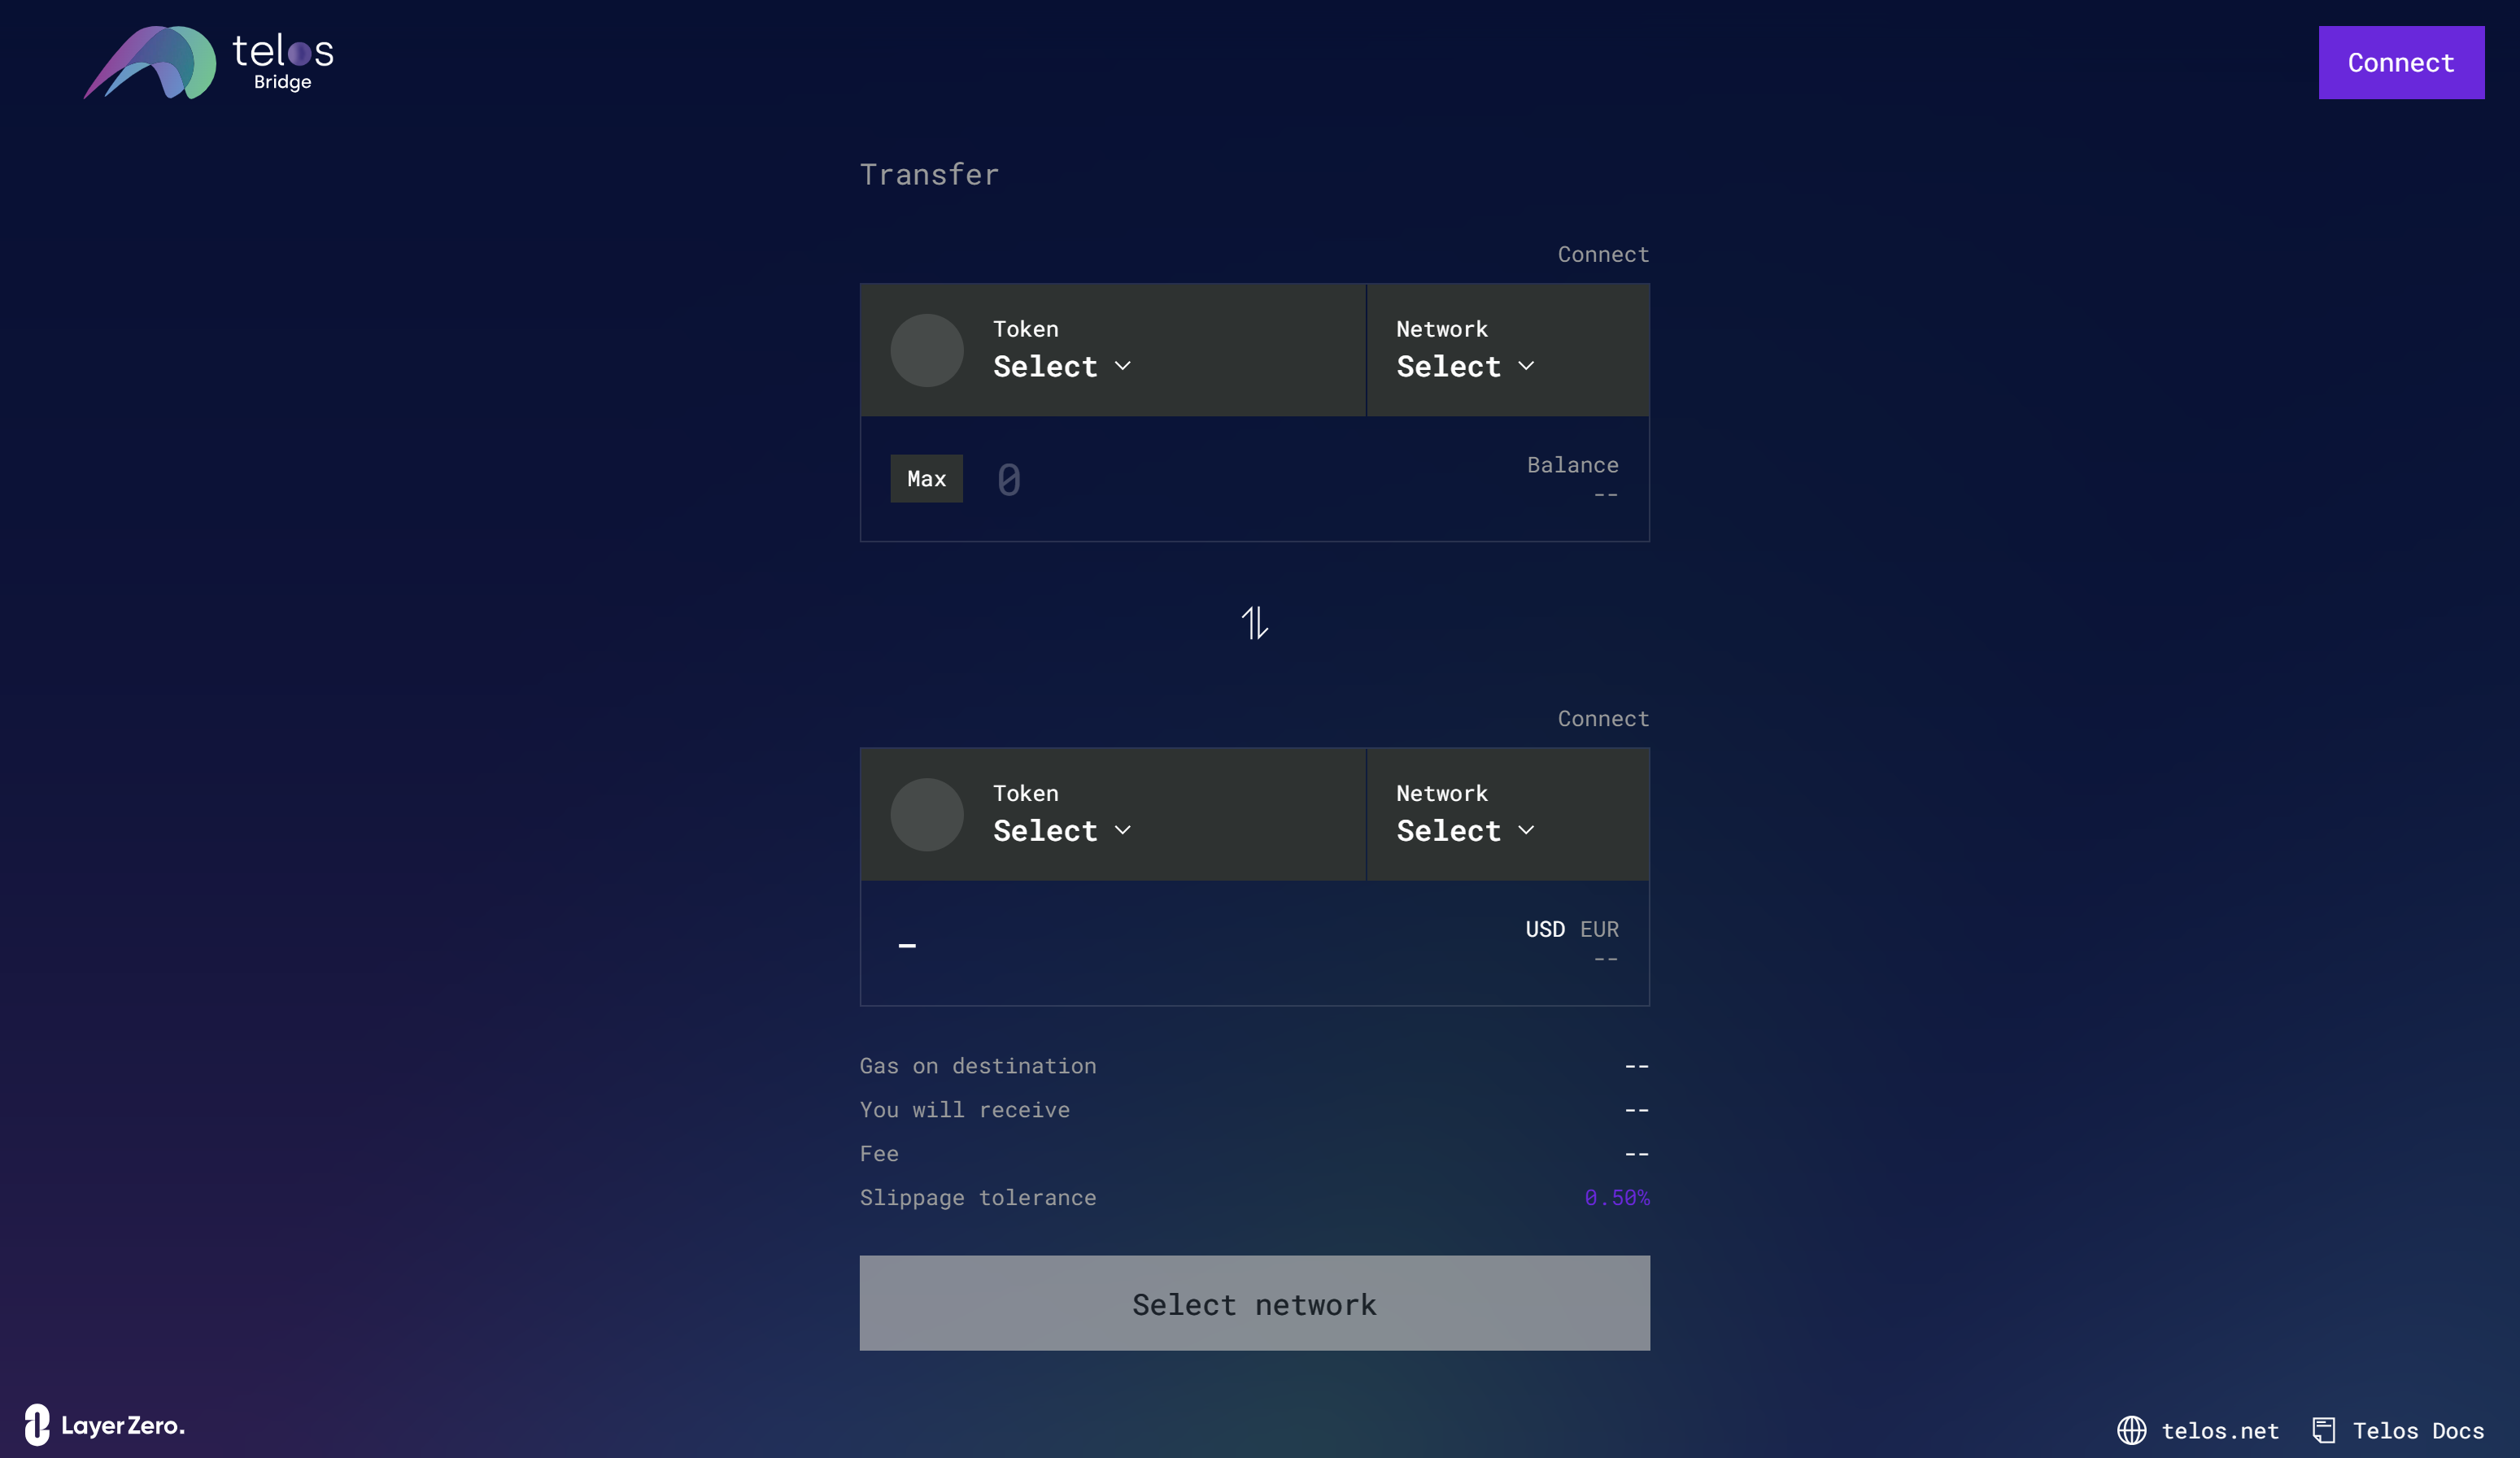 telos
Bridge
Connect
Transfer
Connect
Token
Select
Network
Select
Max
0
Balance
--
Connect
Token
Select
Network
Select
–
USD EUR
--
Gas on destination --
You will receive --
Fee --
Slippage tolerance 0.50%
Select network
LayerZero.
telos.net
Telos Docs